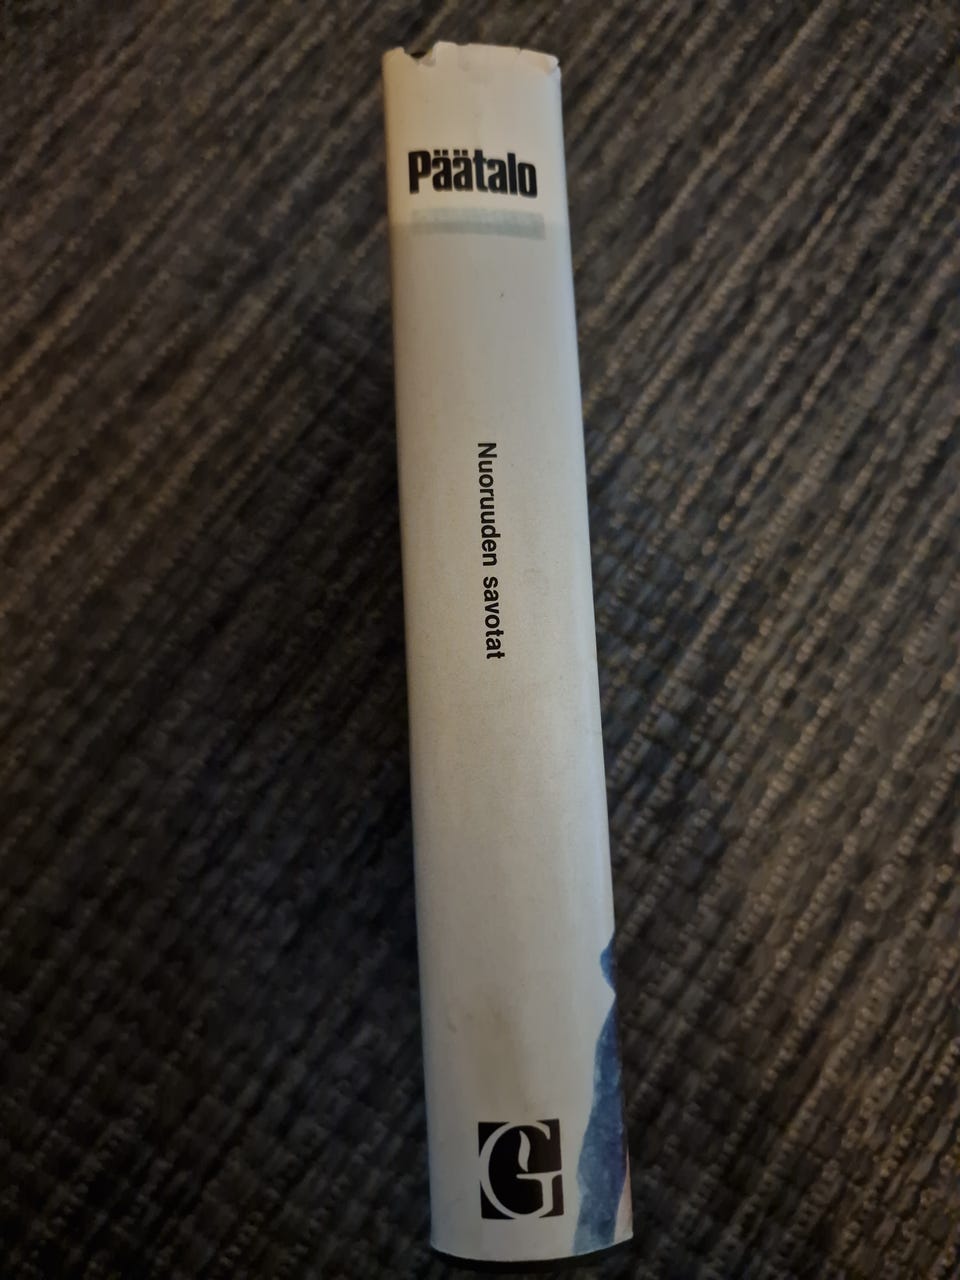 Päätalo
Nuoruuden savotat
G